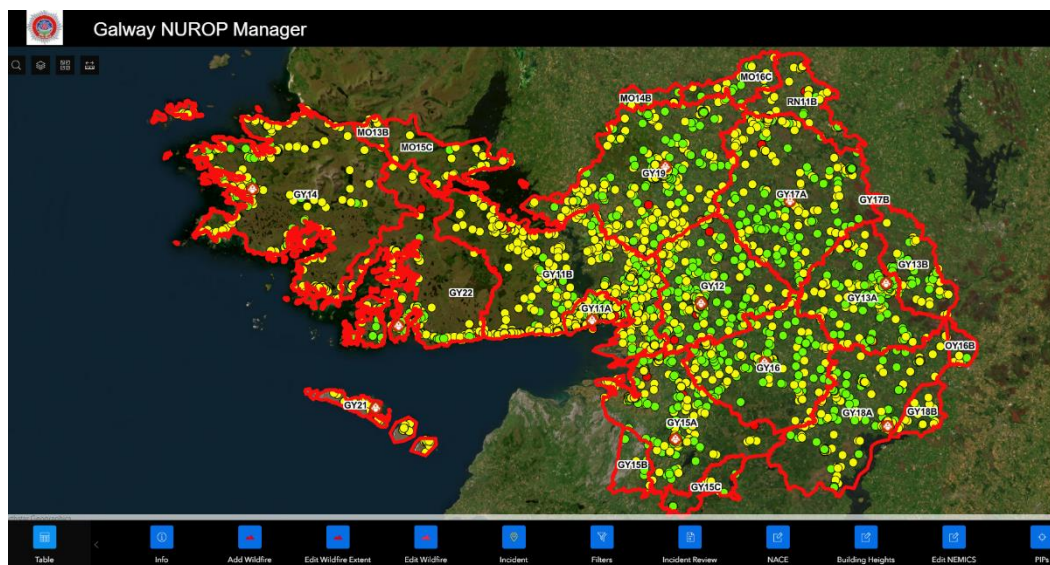 Galway NUROP Manager
MO16C
MO14B
RN11B
MO13B
MO15C
GY19
GY14
GY17A
GY17B
GY11B
GY13B
GY22
GY12
GY13A
GY11A
OY16B
GY16
GY21
GY18A
GY18B
GY15A
GY15B
GY15C
Table
Info
Add Wildfire
Edit Wildfire Extent
Edit Wildfire
Incident
Filters
Incident Review
NACE
Building Heights
Edit NEMICS
PIPs